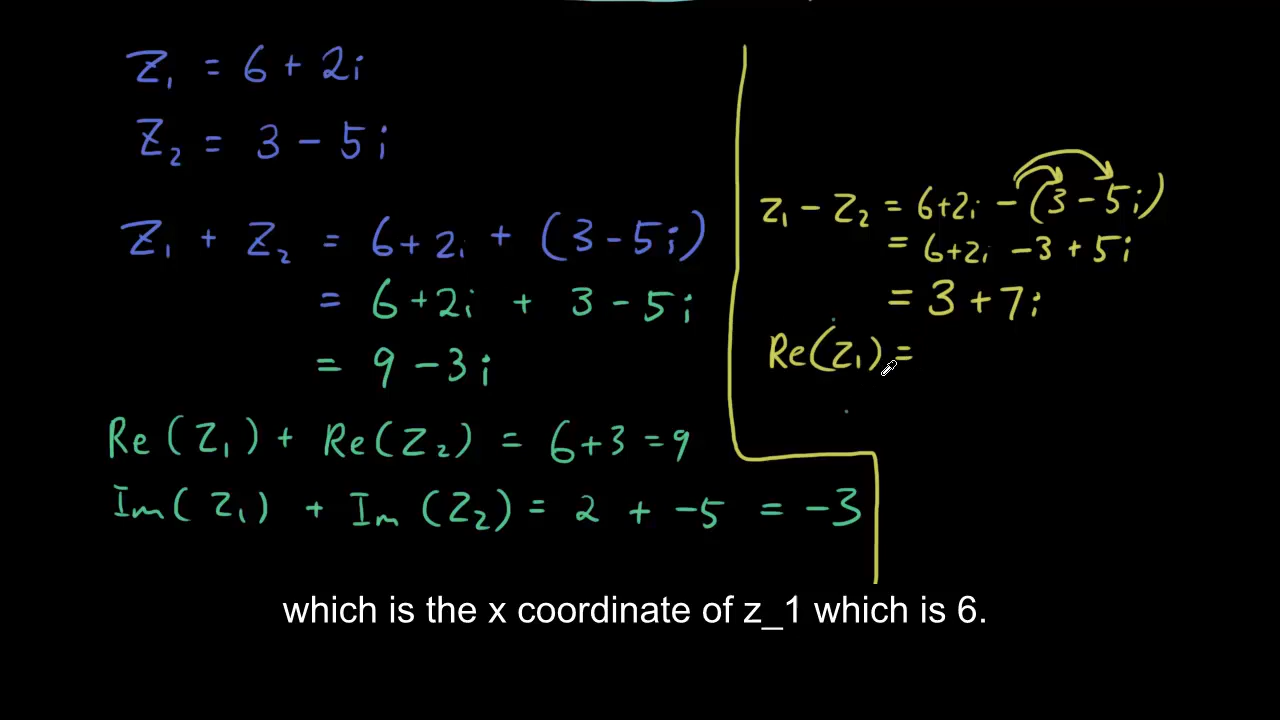 Z₁ = 6 + 2i
Z₂ = 3 - 5i
Z₁ + Z₂ = 6+2i + (3-5i)
= 6+2i + 3-5i
= 9-3i
Re(Z₁) + Re(Z₂) = 6+3=9
Im(Z₁) + Im(Z₂) = 2 + -5 = -3
Z₁ - Z₂ = 6+2i -(3-5i)
= 6+2i -3+5i
= 3+7i
Re(Z₁)=
which is the x coordinate of z_1 which is 6.